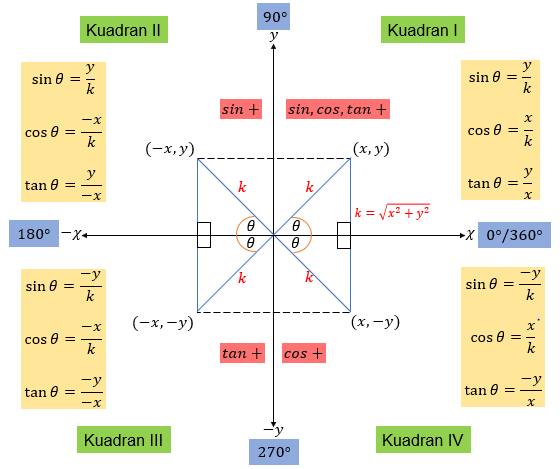 90°
Kuadran II
Kuadran I
y
sin θ = y/k
cos θ = −x/k
tan θ = y/−x
sin θ = y/k
cos θ = x/k
tan θ = y/x
sin +
sin, cos, tan +
(−x, y)
(x, y)
k
k
k = √x² + y²
θ
θ
θ
θ
180°
−x
x
0°/360°
k
k
(−x, −y)
(x, −y)
sin θ = −y/k
cos θ = −x/k
tan θ = −y/−x
sin θ = −y/k
cos θ = x/k
tan θ = −y/x
tan +
cos +
−y
Kuadran III
Kuadran IV
270°